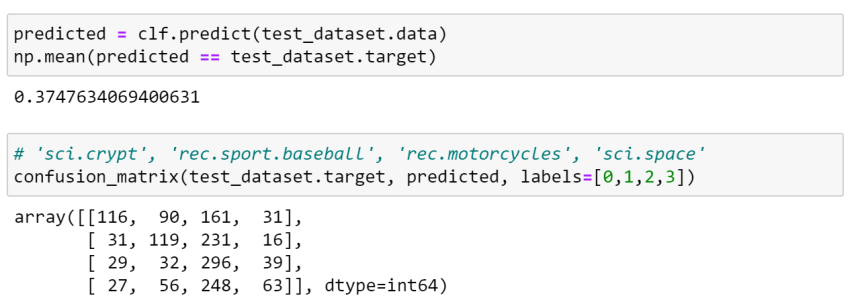 predicted = clf.predict(test_dataset.data)
np.mean(predicted == test_dataset.target)
0.3747634069400631
# 'sci.crypt', 'rec.sport.baseball', 'rec.motorcycles', 'sci.space'
confusion_matrix(test_dataset.target, predicted, labels=[0,1,2,3])
array([[116,  90, 161,  31],
       [ 31, 119, 231,  16],
       [ 29,  32, 296,  39],
       [ 27,  56, 248,  63]], dtype=int64)